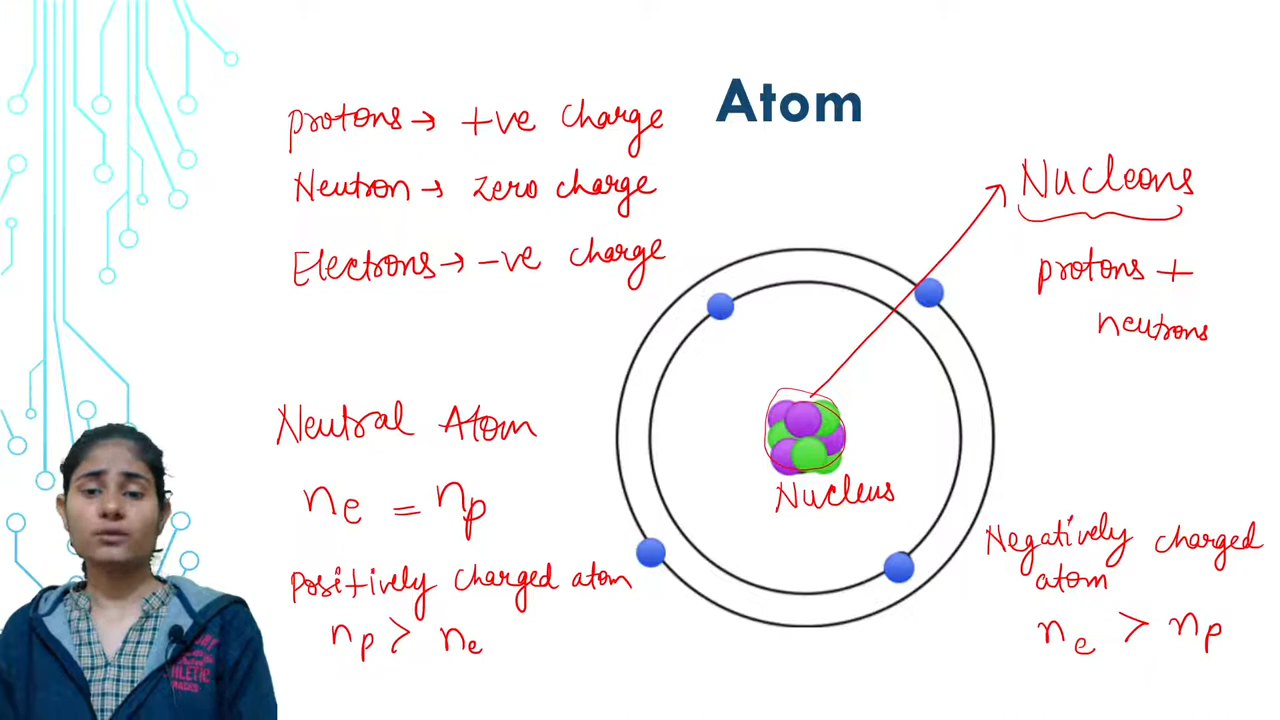 Atom
protons → +ve charge
Neutron → zero charge
Electrons → -ve charge
Nucleons
protons +
neutrons
Nucleus
Neutral Atom
ne = np
Positively charged atom
np > ne
Negatively charged
atom
ne > np
ATHLETIC